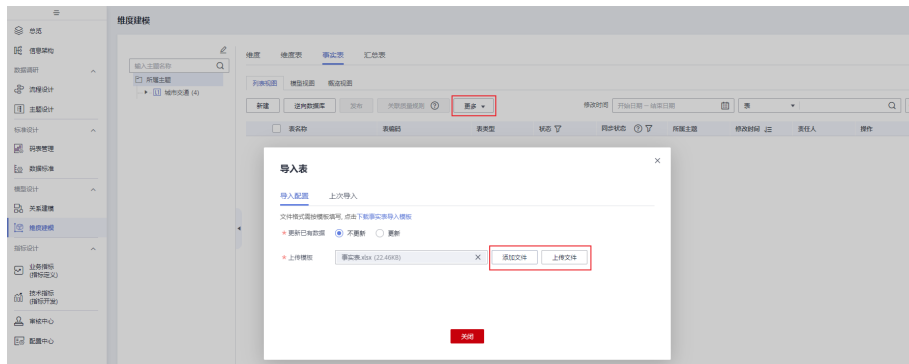 总览
信息架构
数据调研
流程设计
主题设计
标准设计
码表管理
数据标准
模型设计
关系建模
维度建模
指标设计
业务指标
(指标定义)
技术指标
(指标开发)
审核中心
配置中心
维度建模
输入主题名称
所属主题
城市交通 (4)
维度 维度表 事实表 汇总表
列表视图 模型视图 概览视图
新建 逆向数据库 发布 关联质量规则 更多 修改时间 开始日期 - 结束日期 表
表名称 表编码 表类型 状态 同步状态 所属主题 修改时间 责任人 操作
导入表
导入配置 上次导入
文件格式需按模板填写, 点击下载事实表导入模板
* 更新已有数据 不更新 更新
* 上传模板 事实表.xlsx (22.46KB) 添加文件 上传文件
关闭